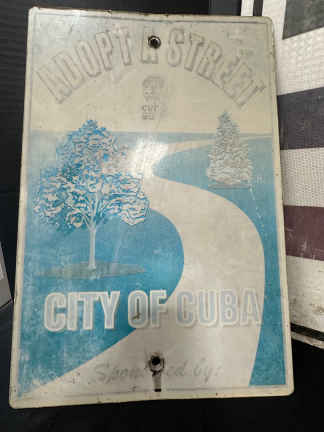 ADOPT A STREET
CITY OF CUBA
Sponsored by: